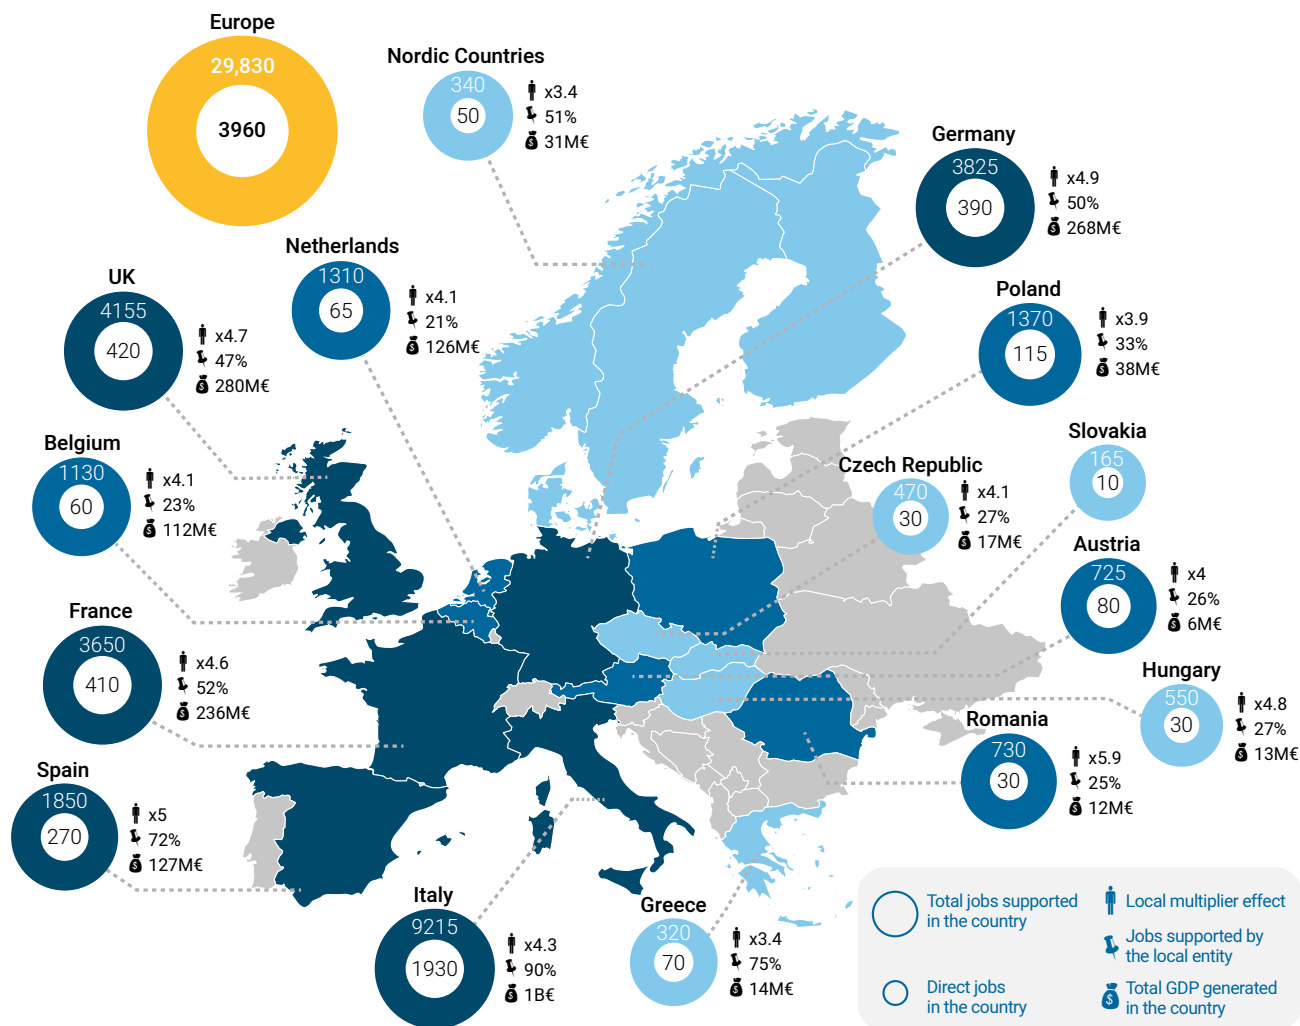 Europe
29,830
3960
Nordic Countries
340
50
x3.4
51%
31M€
Germany
3825
390
x4.9
50%
268M€
Netherlands
1310
65
x4.1
21%
126M€
UK
4155
420
x4.7
47%
280M€
Poland
1370
115
x3.9
33%
38M€
Belgium
1130
60
x4.1
23%
112M€
Slovakia
165
10
Czech Republic
470
30
x4.1
27%
17M€
Austria
725
80
x4
26%
6M€
France
3650
410
x4.6
52%
236M€
Hungary
550
30
x4.8
27%
13M€
Romania
730
30
x5.9
25%
12M€
Spain
1850
270
x5
72%
127M€
Italy
9215
1930
x4.3
90%
1B€
Greece
320
70
x3.4
75%
14M€
Total jobs supported
in the country
Local multiplier effect
Jobs supported by
the local entity
Direct jobs
in the country
Total GDP generated
in the country